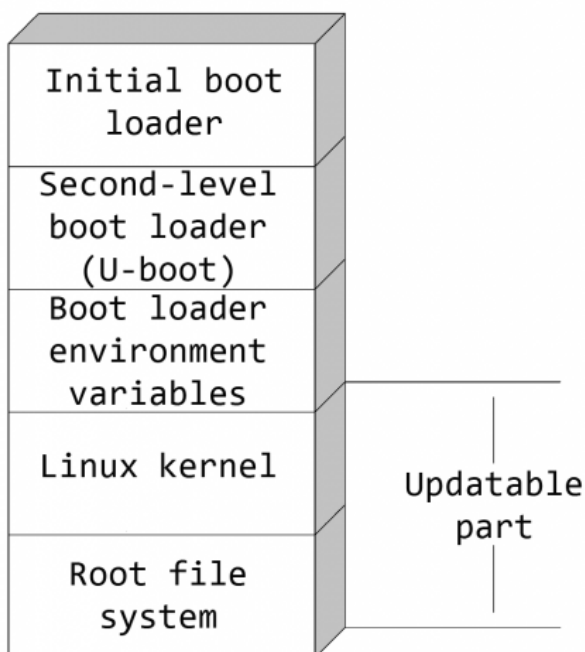 Initial boot
loader
Second-level
boot loader
(U-boot)
Boot loader
environment
variables
Linux kernel
Updatable
part
Root file
system